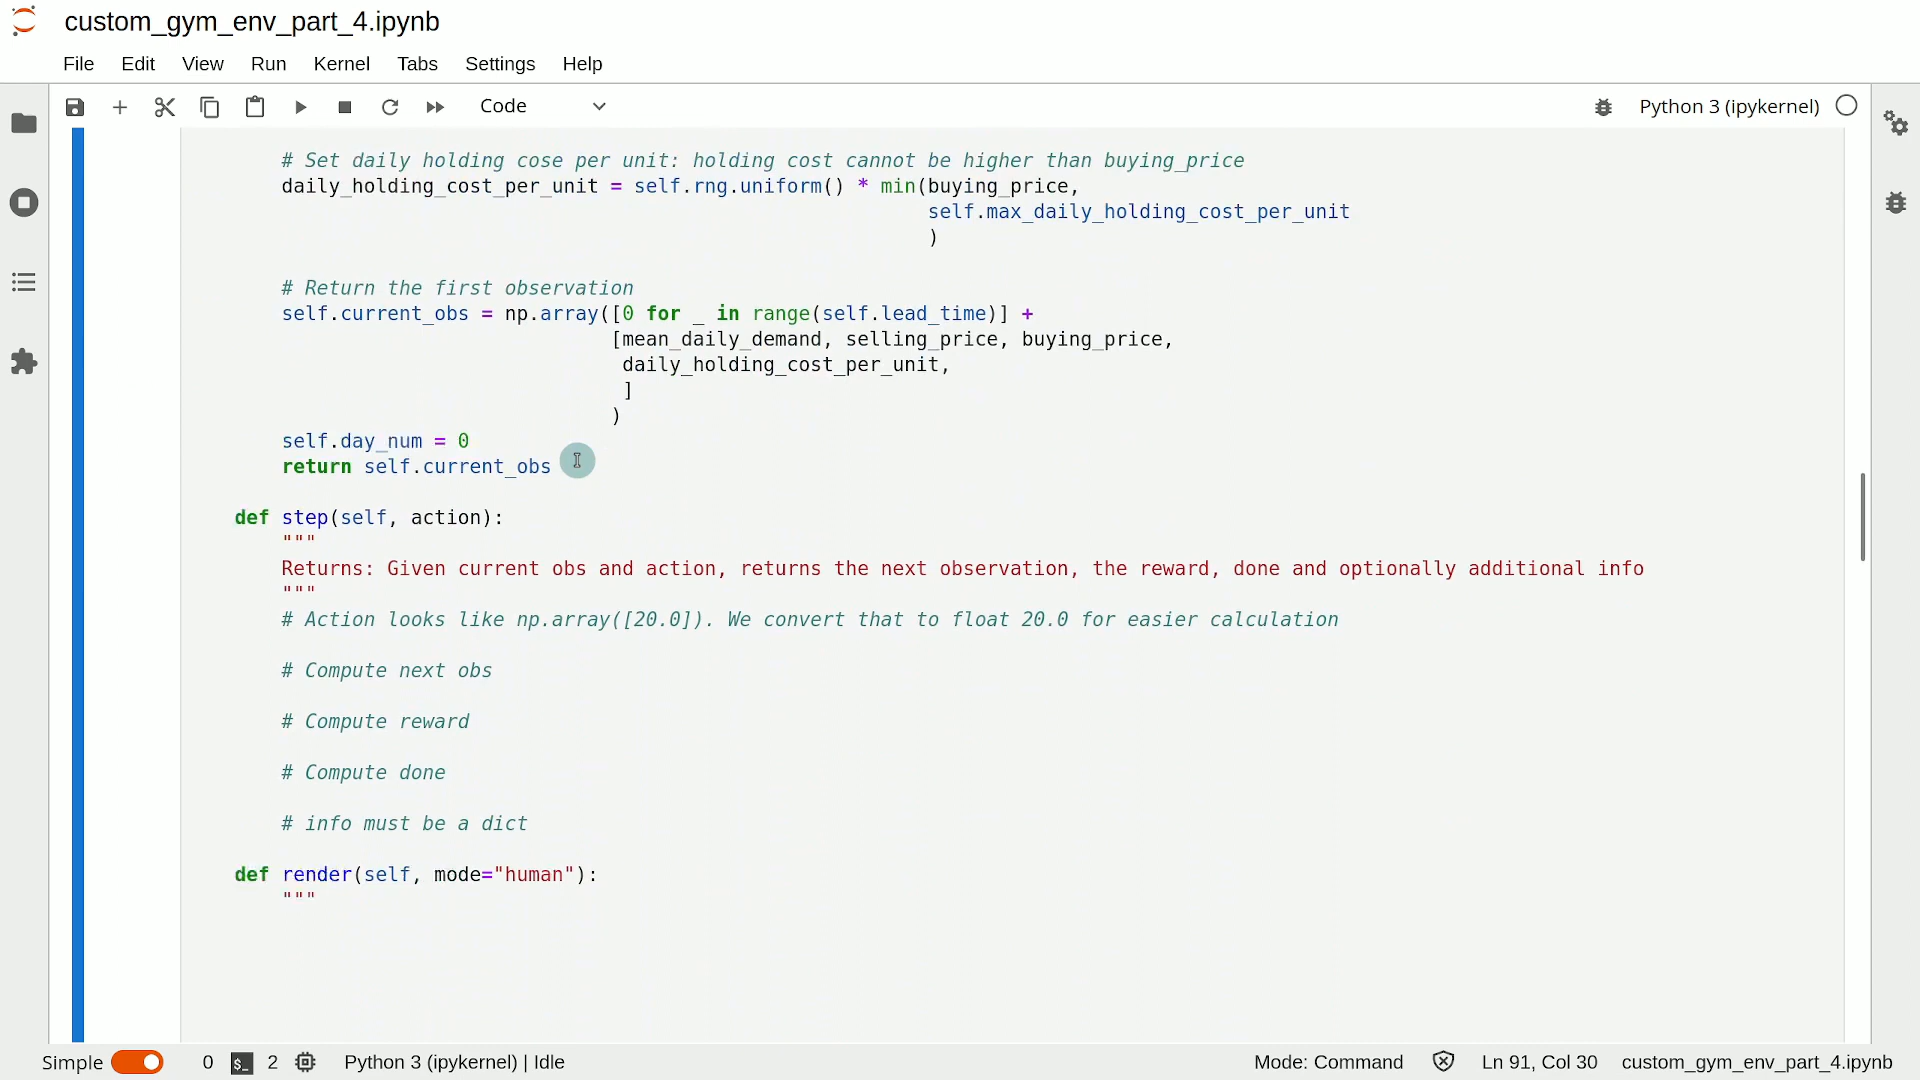 custom_gym_env_part_4.ipynb
File Edit View Run Kernel Tabs Settings Help
Code
Python 3 (ipykernel)
# Set daily holding cose per unit: holding cost cannot be higher than buying_price
daily_holding_cost_per_unit = self.rng.uniform() * min(buying_price,
self.max_daily_holding_cost_per_unit
)
# Return the first observation
self.current_obs = np.array([0 for _ in range(self.lead_time)] +
[mean_daily_demand, selling_price, buying_price,
daily_holding_cost_per_unit,
]
)
self.day_num = 0
return self.current_obs
def step(self, action):
"""
Returns: Given current obs and action, returns the next observation, the reward, done and optionally additional info
"""
# Action looks like np.array([20.0]). We convert that to float 20.0 for easier calculation
# Compute next obs
# Compute reward
# Compute done
# info must be a dict
def render(self, mode="human"):
"""
Simple 0 $_ 2 Python 3 (ipykernel) | Idle Mode: Command Ln 91, Col 30 custom_gym_env_part_4.ipynb